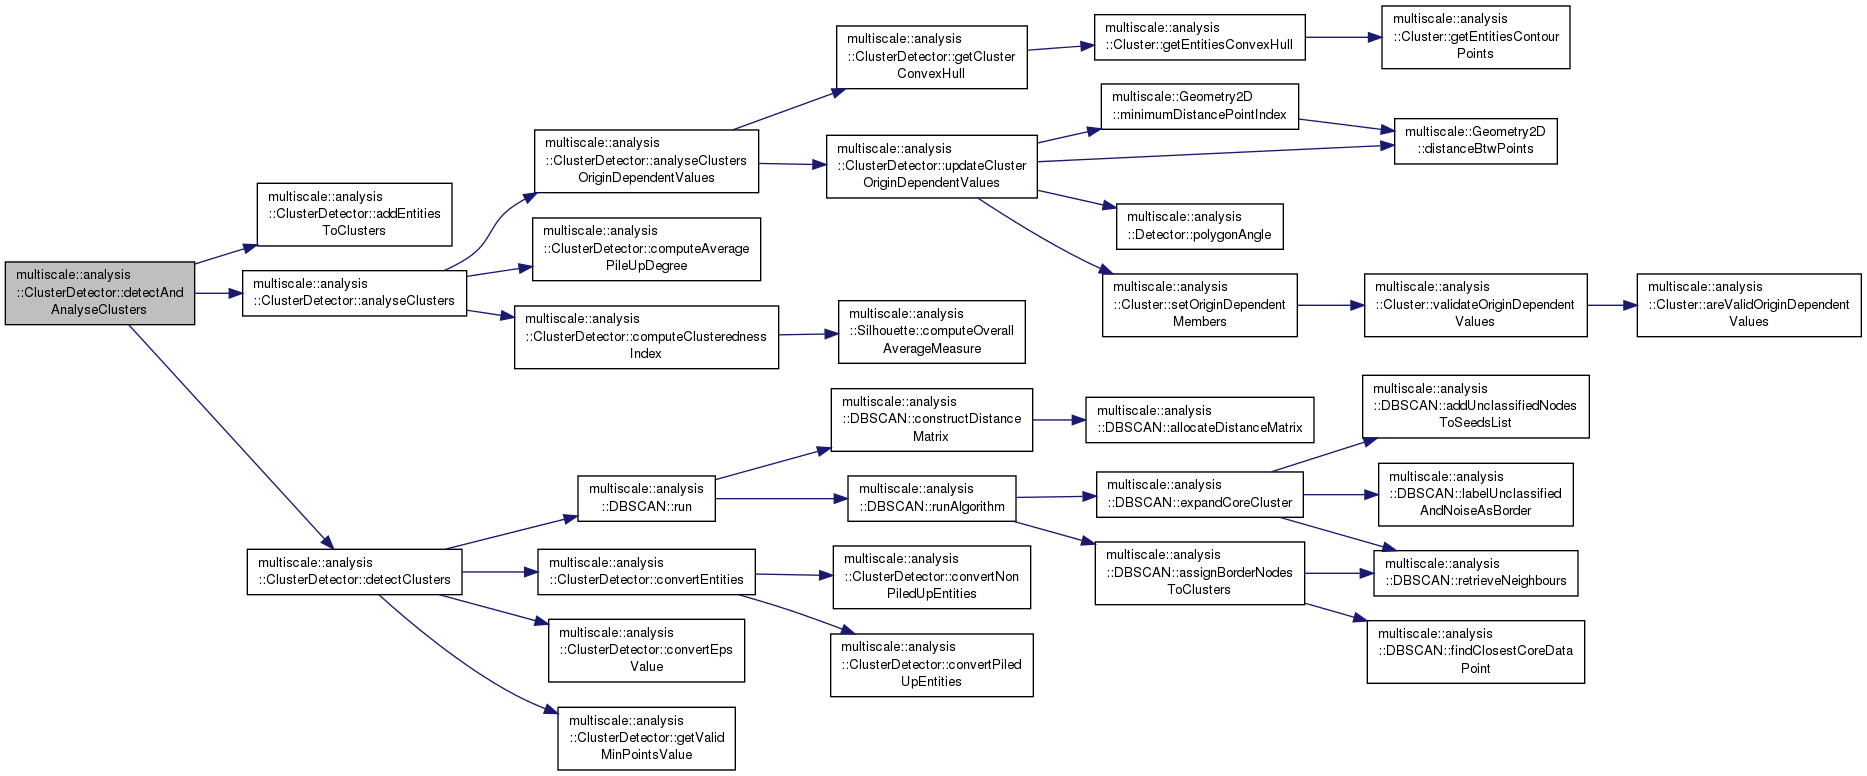 multiscale::analysis
::ClusterDetector::detectAnd
AnalyseClusters
multiscale::analysis
::ClusterDetector::addEntities
ToClusters
multiscale::analysis
::ClusterDetector::analyseClusters
multiscale::analysis
::ClusterDetector::detectClusters
multiscale::analysis
::ClusterDetector::analyseClusters
OriginDependentValues
multiscale::analysis
::ClusterDetector::computeAverage
PileUpDegree
multiscale::analysis
::ClusterDetector::computeClusteredness
Index
multiscale::analysis
::DBSCAN::run
multiscale::analysis
::ClusterDetector::convertEntities
multiscale::analysis
::ClusterDetector::convertEps
Value
multiscale::analysis
::ClusterDetector::getValid
MinPointsValue
multiscale::analysis
::ClusterDetector::getCluster
ConvexHull
multiscale::analysis
::ClusterDetector::updateCluster
OriginDependentValues
multiscale::analysis
::Silhouette::computeOverall
AverageMeasure
multiscale::analysis
::DBSCAN::constructDistance
Matrix
multiscale::analysis
::DBSCAN::runAlgorithm
multiscale::analysis
::ClusterDetector::convertNon
PiledUpEntities
multiscale::analysis
::ClusterDetector::convertPiled
UpEntities
multiscale::analysis
::Cluster::getEntitiesConvexHull
multiscale::Geometry2D
::minimumDistancePointIndex
multiscale::analysis
::Detector::polygonAngle
multiscale::analysis
::Cluster::setOriginDependent
Members
multiscale::analysis
::DBSCAN::allocateDistanceMatrix
multiscale::analysis
::DBSCAN::expandCoreCluster
multiscale::analysis
::DBSCAN::assignBorderNodes
ToClusters
multiscale::analysis
::Cluster::getEntitiesContour
Points
multiscale::Geometry2D
::distanceBtwPoints
multiscale::analysis
::Cluster::validateOriginDependent
Values
multiscale::analysis
::DBSCAN::addUnclassifiedNodes
ToSeedsList
multiscale::analysis
::DBSCAN::labelUnclassified
AndNoiseAsBorder
multiscale::analysis
::DBSCAN::retrieveNeighbours
multiscale::analysis
::DBSCAN::findClosestCoreData
Point
multiscale::analysis
::Cluster::areValidOriginDependent
Values